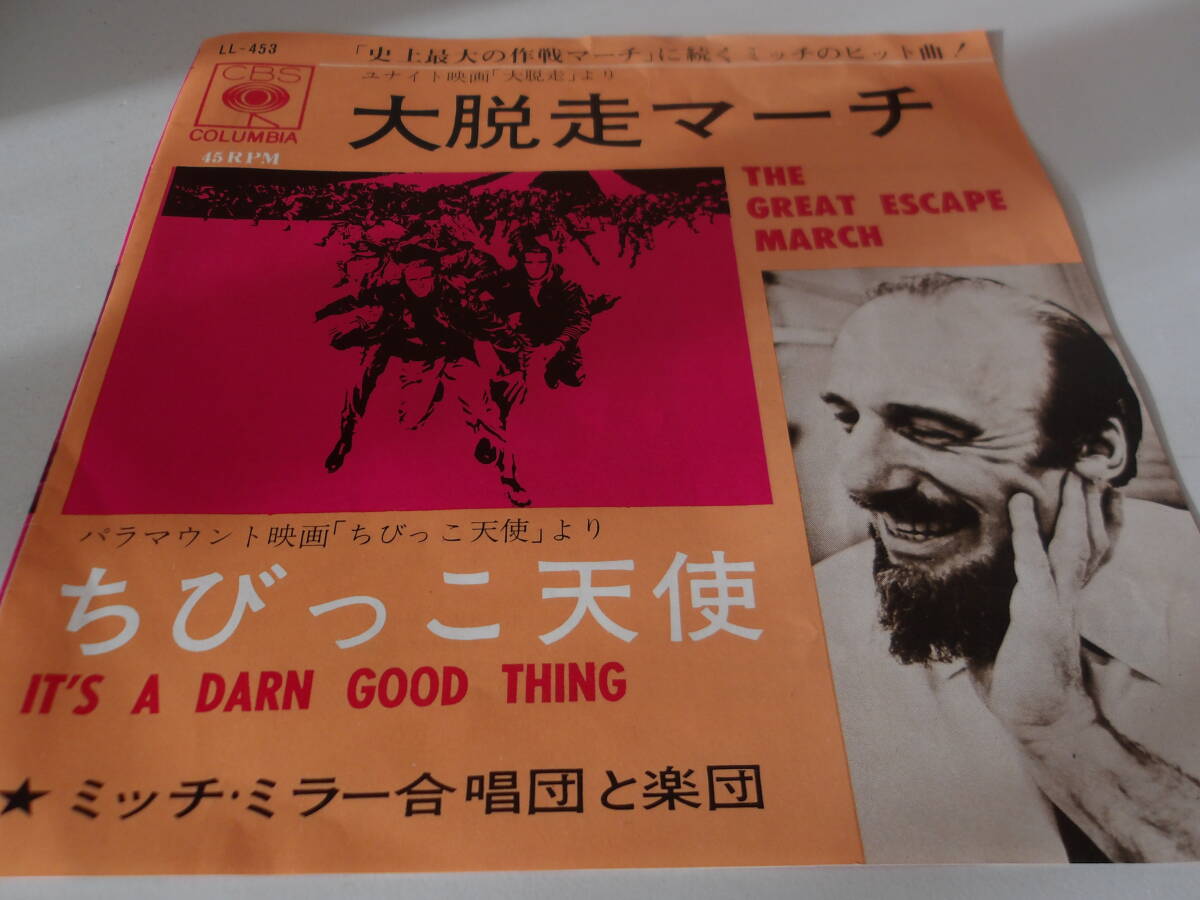 LL-453
CBS
COLUMBIA
45 RPM
「史上最大の作戦マーチ」に続くミッチのヒット曲!
ユナイト映画「大脱走」より
大脱走マーチ
THE
GREAT ESCAPE
MARCH
パラマウント映画「ちびっこ天使」より
ちびっこ天使
IT'S A DARN GOOD THING
★ ミッチ・ミラー合唱団と楽団